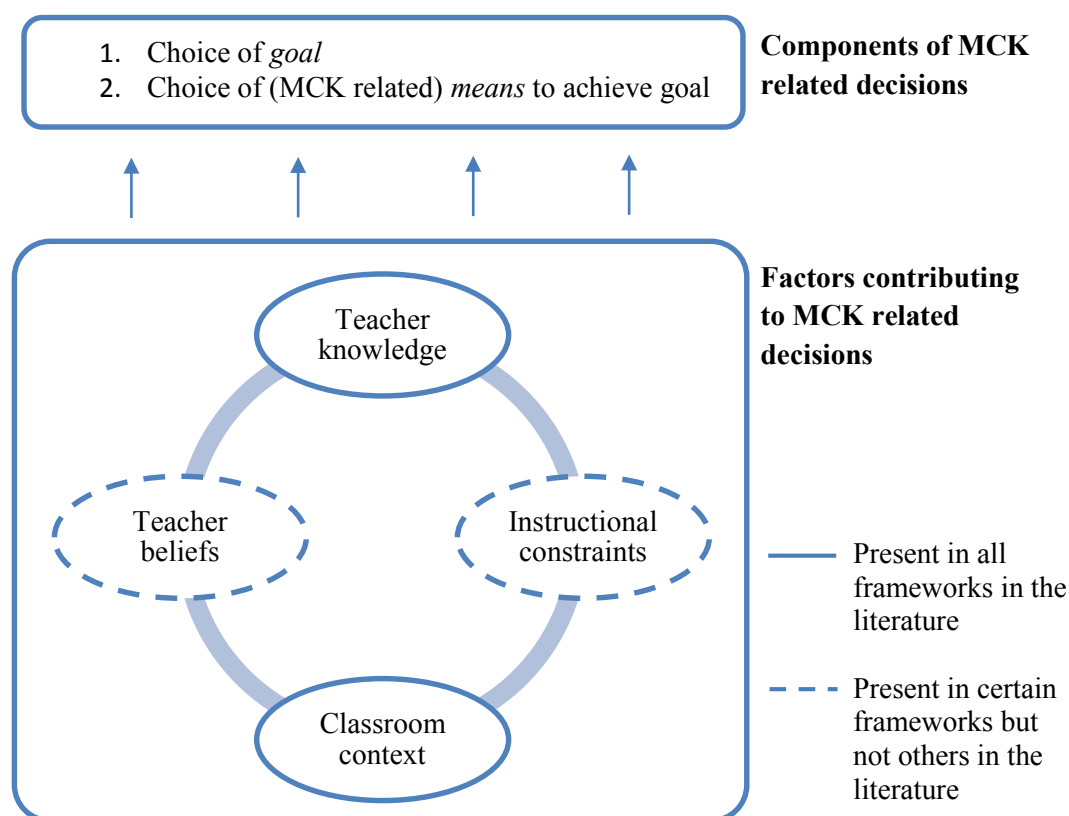 1. Choice of goal
2. Choice of (MCK related) means to achieve goal
Components of MCK
related decisions
Factors contributing
to MCK related
decisions
Teacher
knowledge
Teacher
beliefs
Instructional
constraints
Classroom
context
Present in all
frameworks in the
literature
Present in certain
frameworks but
not others in the
literature